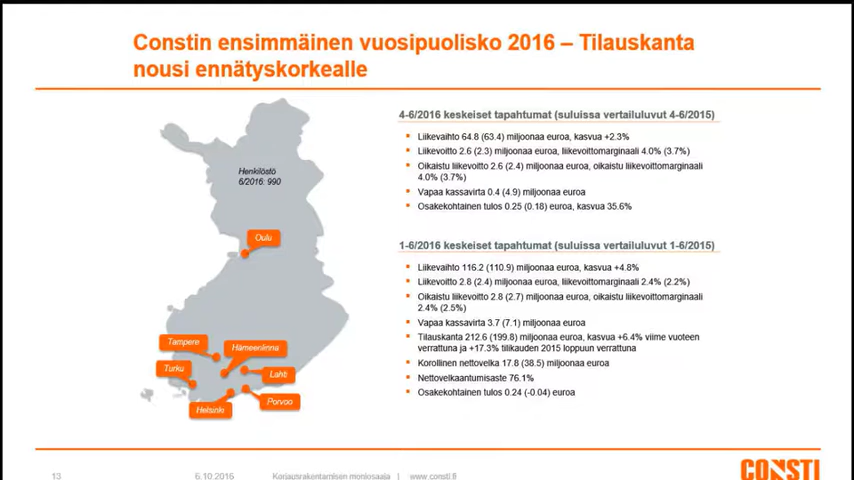 Constin ensimmäinen vuosipuolisko 2016 – Tilauskanta
nousi ennätyskorkealle
Henkilöstö
6/2016: 990
Oulu
Tampere
Hämeenlinna
Turku
Lahti
Helsinki
Porvoo
4-6/2016 keskeiset tapahtumat (suluissa vertailuluvut 4-6/2015)
Liikevaihto 64.8 (63.4) miljoonaa euroa, kasvua +2.3%
Liikevoitto 2.6 (2.3) miljoonaa euroa, liikevoittomarginaali 4.0% (3.7%)
Oikaistu liikevoitto 2.6 (2.4) miljoonaa euroa, oikaistu liikevoittomarginaali
4.0% (3.7%)
Vapaa kassavirta 0.4 (4.9) miljoonaa euroa
Osakekohtainen tulos 0.25 (0.18) euroa, kasvua 35.6%
1-6/2016 keskeiset tapahtumat (suluissa vertailuluvut 1-6/2015)
Liikevaihto 116.2 (110.9) miljoonaa euroa, kasvua +4.8%
Liikevoitto 2.8 (2.4) miljoonaa euroa, liikevoittomarginaali 2.4% (2.2%)
Oikaistu liikevoitto 2.8 (2.7) miljoonaa euroa, oikaistu liikevoittomarginaali
2.4% (2.5%)
Vapaa kassavirta 3.7 (7.1) miljoonaa euroa
Tilauskanta 212.6 (199.8) miljoonaa euroa, kasvua +6.4% viime vuoteen
verrattuna ja +17.3% tilikauden 2015 loppuun verrattuna
Korollinen nettovelka 17.8 (38.5) miljoonaa euroa
Nettovelkaantumisaste 76.1%
Osakekohtainen tulos 0.24 (-0.04) euroa
13
6.10.2016
Korjausrakentamisen moniosaaja | www.consti.fi
CONSTI